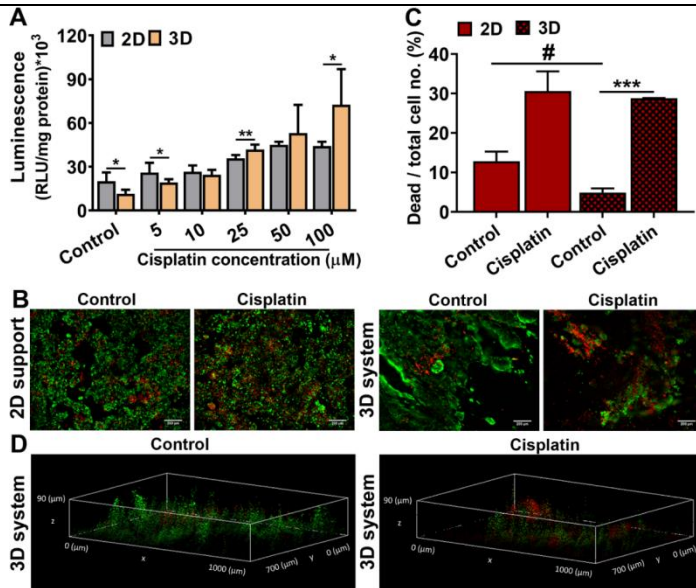 A
Luminescence
(RLU/mg protein)*10³
2D 3D
120
90
60
30
0
*
*
**
*
Control
5
10
25
50
100
Cisplatin concentration (µM)
C
2D 3D
Dead / total cell no. (%)
40
30
20
10
0
#
***
Control
Cisplatin
Control
Cisplatin
B
Control
Cisplatin
Control
Cisplatin
2D support
3D system
D
Control
Cisplatin
3D system
90 (µm)
z
0 (µm)
x
1000 (µm)
700 (µm)
y
0 (µm)
3D system
90 (µm)
z
0 (µm)
x
1000 (µm)
700 (µm)
y
0 (µm)